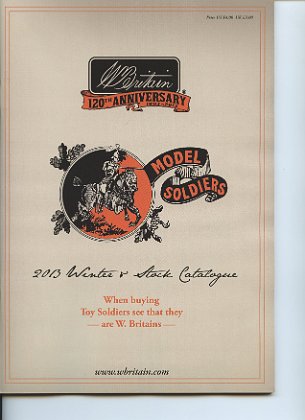 W. Britain
120TH ANNIVERSARY
MODEL
SOLDIERS
2013 Winter & Stock Catalogue
When buying
Toy Soldiers see that they
— are W. Britains —
www.wbritain.com